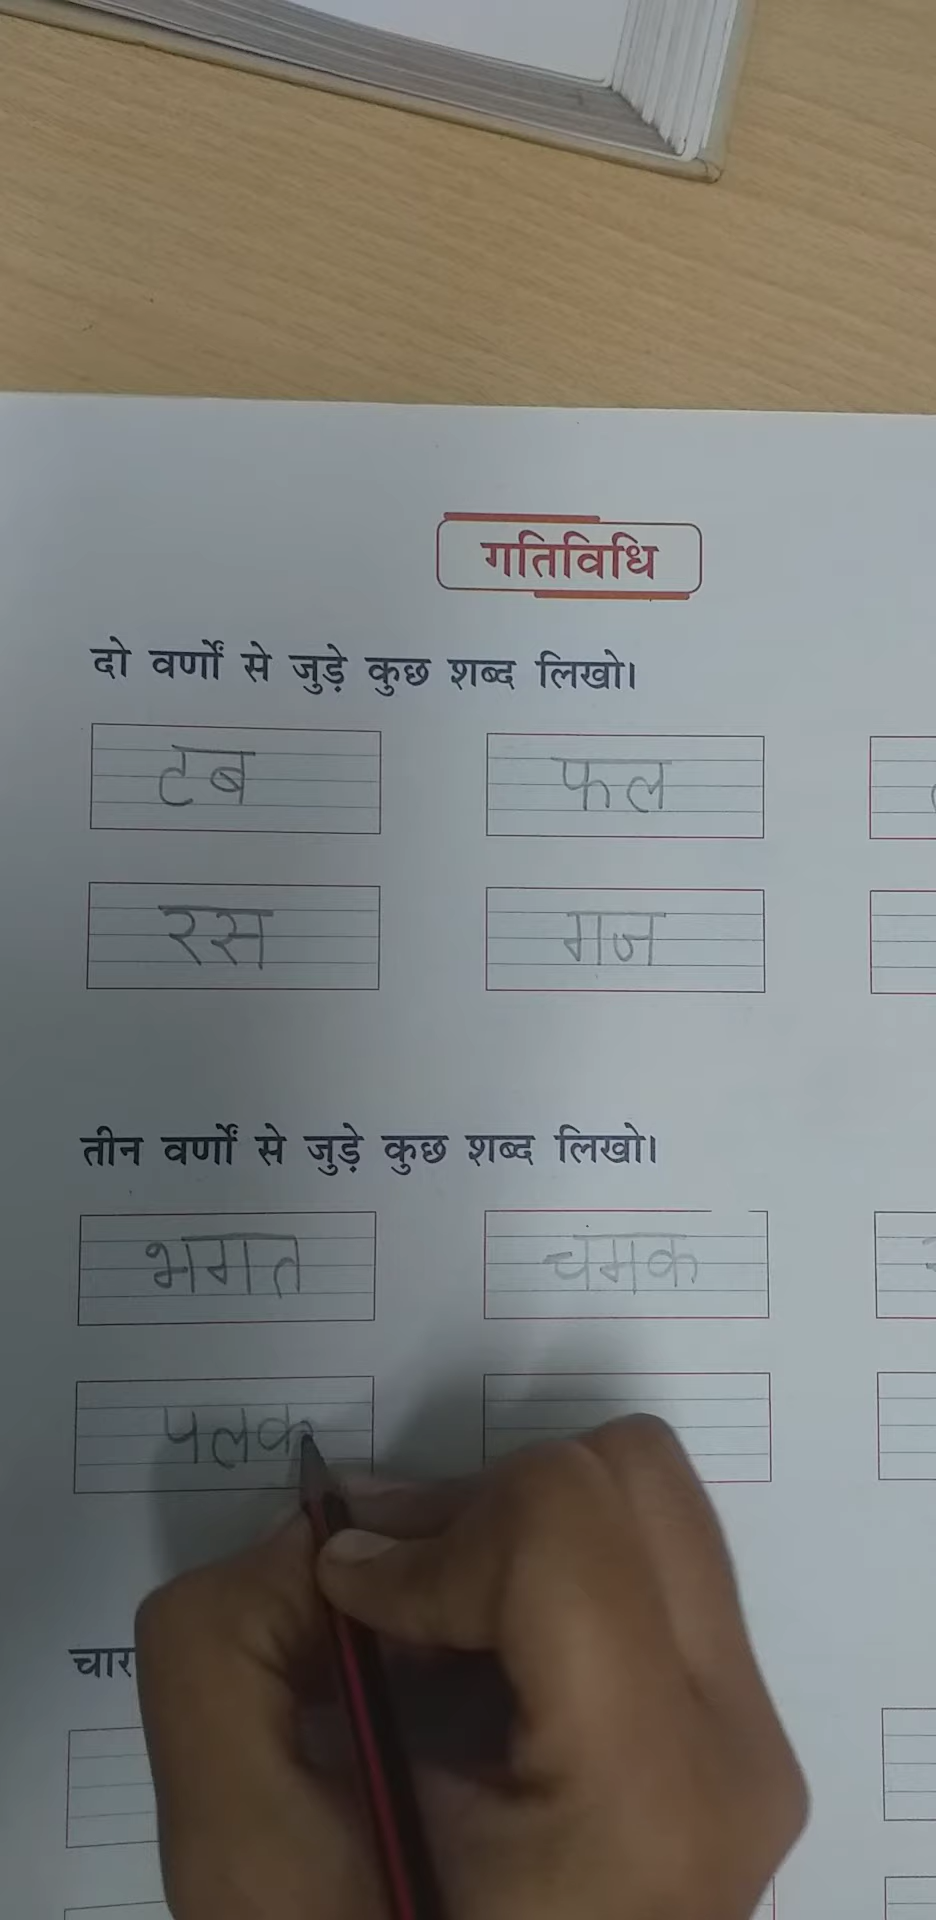 गतिविधि
दो वर्णों से जुड़े कुछ शब्द लिखो।
टब फल
रस गज
तीन वर्णों से जुड़े कुछ शब्द लिखो।
भगत चमक
पलक
चार